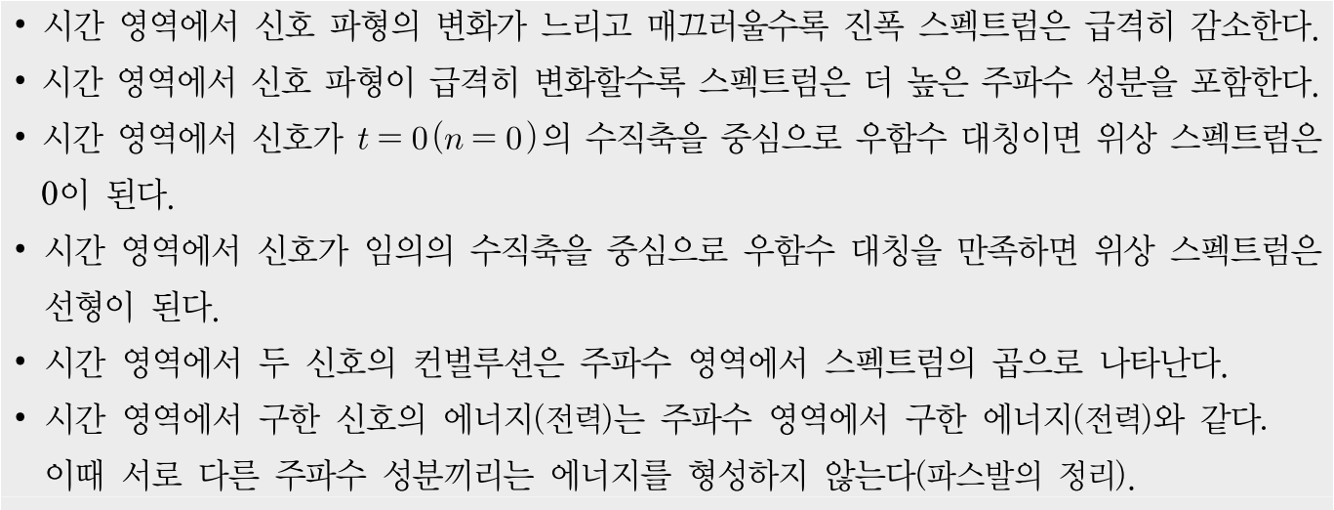 • 시간 영역에서 신호 파형의 변화가 느리고 매끄러울수록 진폭 스펙트럼은 급격히 감소한다.
• 시간 영역에서 신호 파형이 급격히 변화할수록 스펙트럼은 더 높은 주파수 성분을 포함한다.
• 시간 영역에서 신호가 t = 0(n = 0)의 수직축을 중심으로 우함수 대칭이면 위상 스펙트럼은
0이 된다.
• 시간 영역에서 신호가 임의의 수직축을 중심으로 우함수 대칭을 만족하면 위상 스펙트럼은
선형이 된다.
• 시간 영역에서 두 신호의 컨벌루션은 주파수 영역에서 스펙트럼의 곱으로 나타난다.
• 시간 영역에서 구한 신호의 에너지(전력)는 주파수 영역에서 구한 에너지(전력)와 같다.
이때 서로 다른 주파수 성분끼리는 에너지를 형성하지 않는다(파스발의 정리).